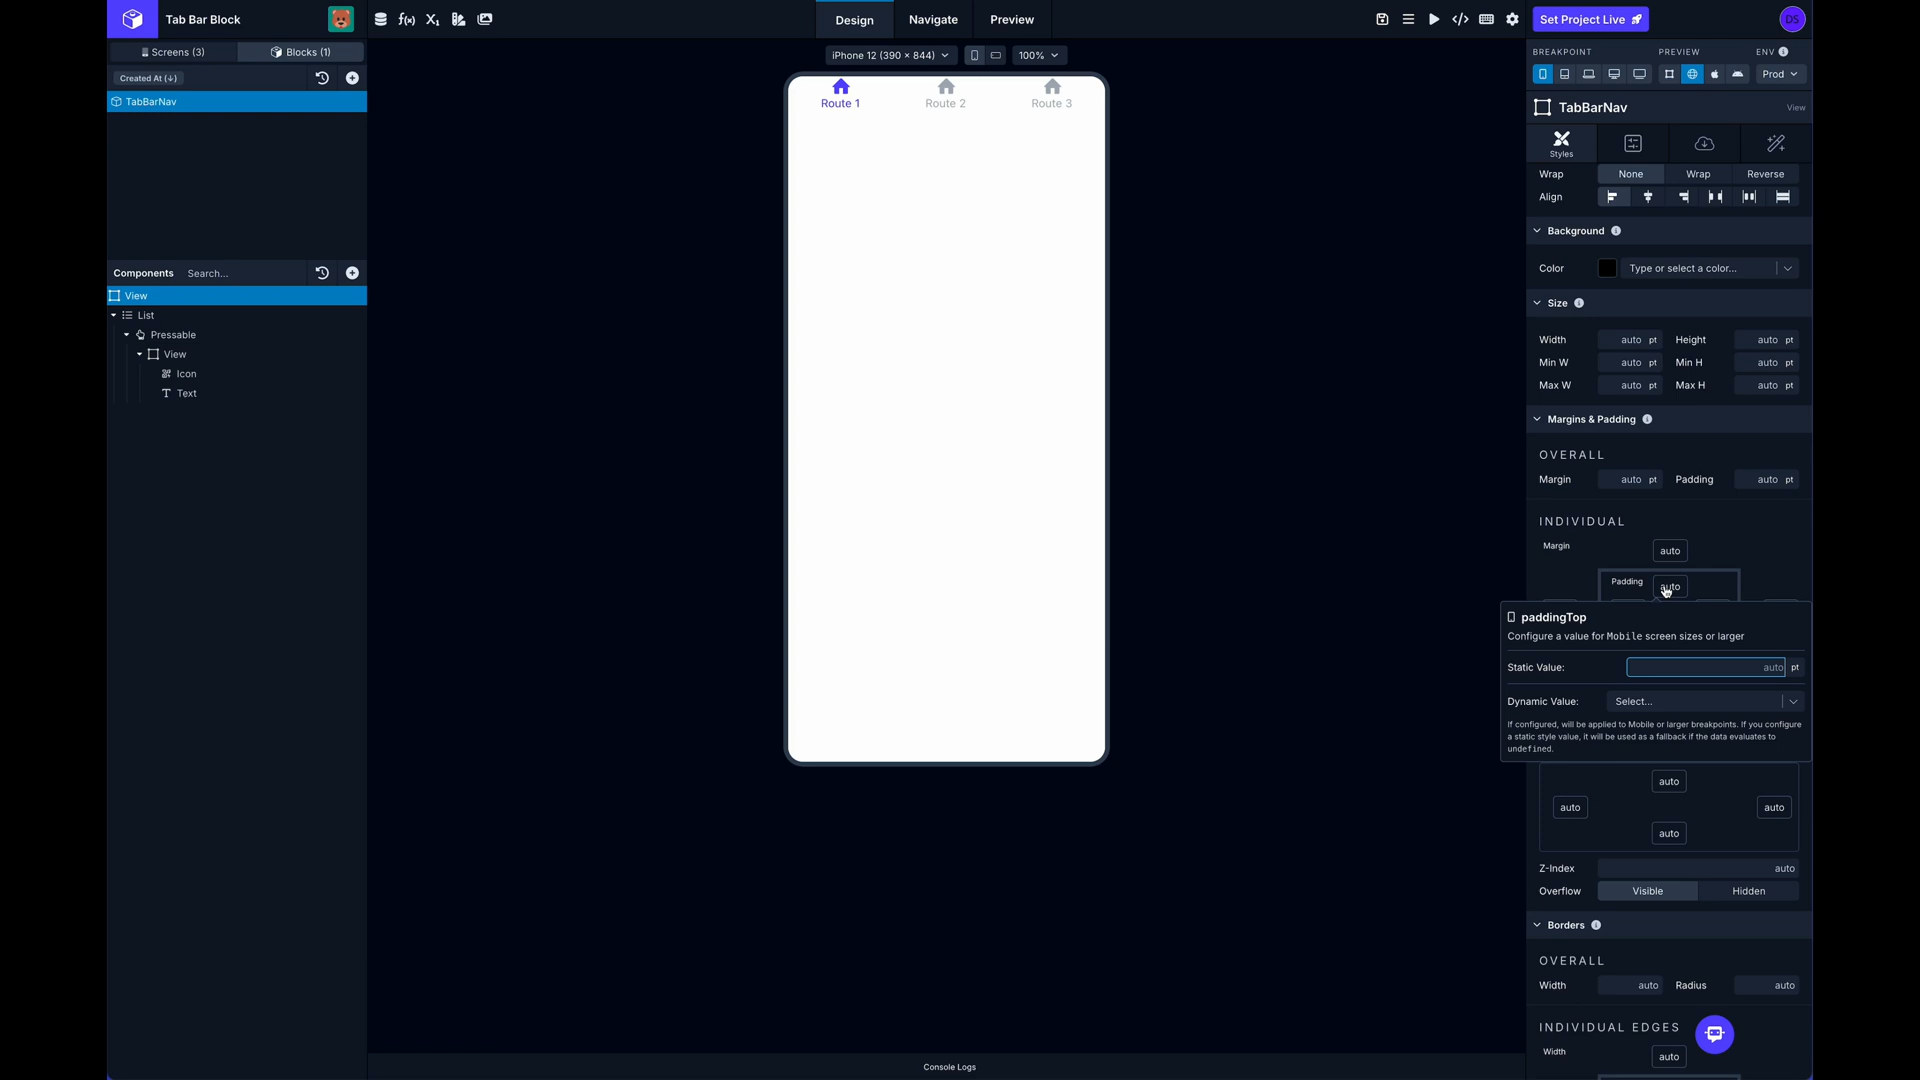 Tab Bar Block
f(x)
X₁
Design
Navigate
Preview
Set Project Live
DS
Screens (3)
Blocks (1)
iPhone 12 (390 × 844)
100%
BREAKPOINT
PREVIEW
ENV
Created At (↓)
Prod
TabBarNav
Route 1
Route 2
Route 3
TabBarNav
View
Styles
Wrap
None
Wrap
Reverse
Align
Background
Color
Type or select a color...
Components
Search...
View
List
Pressable
View
Icon
Text
Size
Width
auto pt
Height
auto pt
Min W
auto pt
Min H
auto pt
Max W
auto pt
Max H
auto pt
Margins & Padding
OVERALL
Margin
auto pt
Padding
auto pt
INDIVIDUAL
Margin
auto
Padding
auto
paddingTop
Configure a value for Mobile screen sizes or larger
Static Value:
auto pt
Dynamic Value:
Select...
If configured, will be applied to Mobile or larger breakpoints. If you configure
a static style value, it will be used as a fallback if the data evaluates to
undefined.
auto
auto
auto
auto
Z-Index
auto
Overflow
Visible
Hidden
Borders
OVERALL
Width
auto
Radius
auto
INDIVIDUAL EDGES
Width
auto
Console Logs